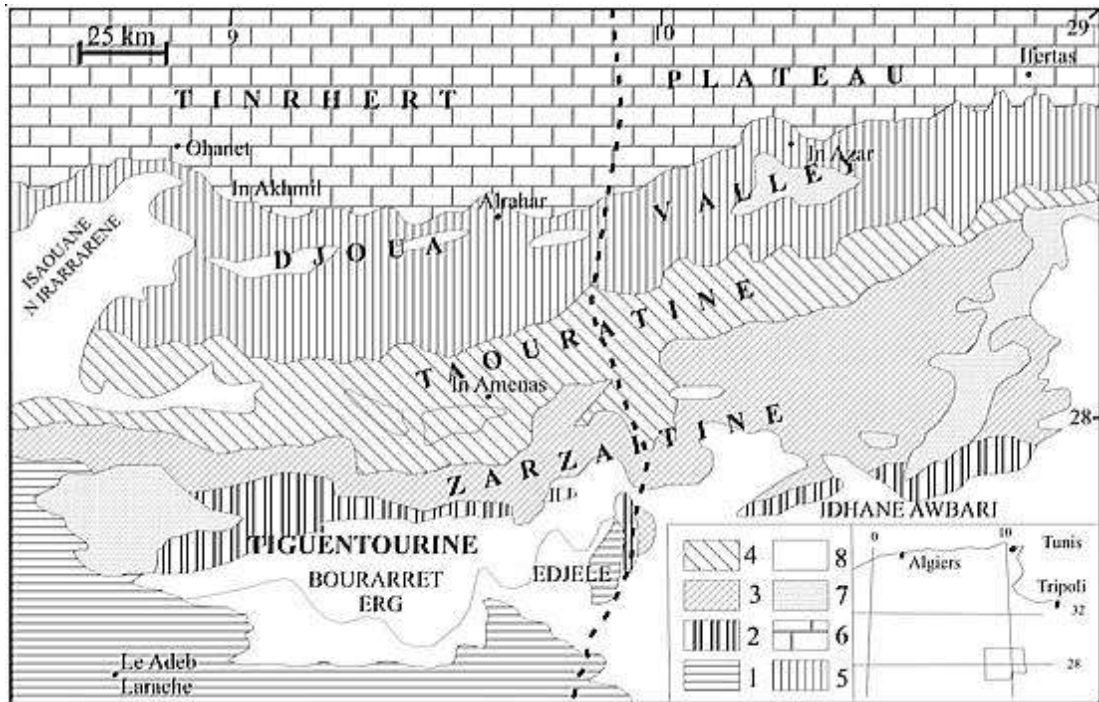 25 km
9
10
29
Ifertas
PLATEAU
TINRHERT
Ohanet
In Azar
In Akhmil
Alrahar
VALLEY
DJOUA
ISAOUANE
N IRARRARENE
TAOURATINE
In Amenas
28
ZARZAITINE
IDHANE AWBARI
TIGUENTOURINE
BOURARRET
ERG
EDJELE
Le Adeb
Larache
4
8
3
7
2
6
1
5
0
10
Tunis
Algiers
Tripoli
32
28